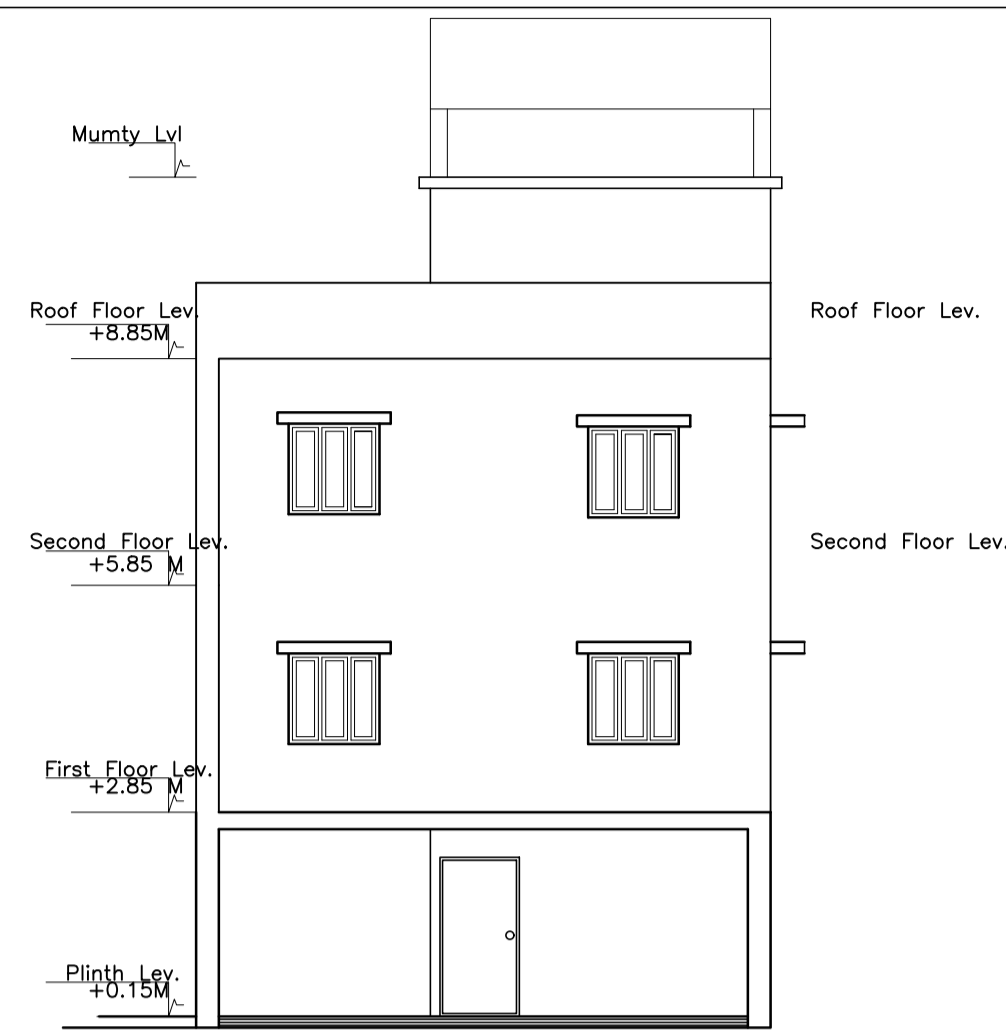 Mumty Lvl
Roof Floor Lev.
+8.85M
Roof Floor Lev.
Second Floor Lev.
+5.85 M
Second Floor Lev.
First Floor Lev.
+2.85 M
Plinth Lev.
+0.15M